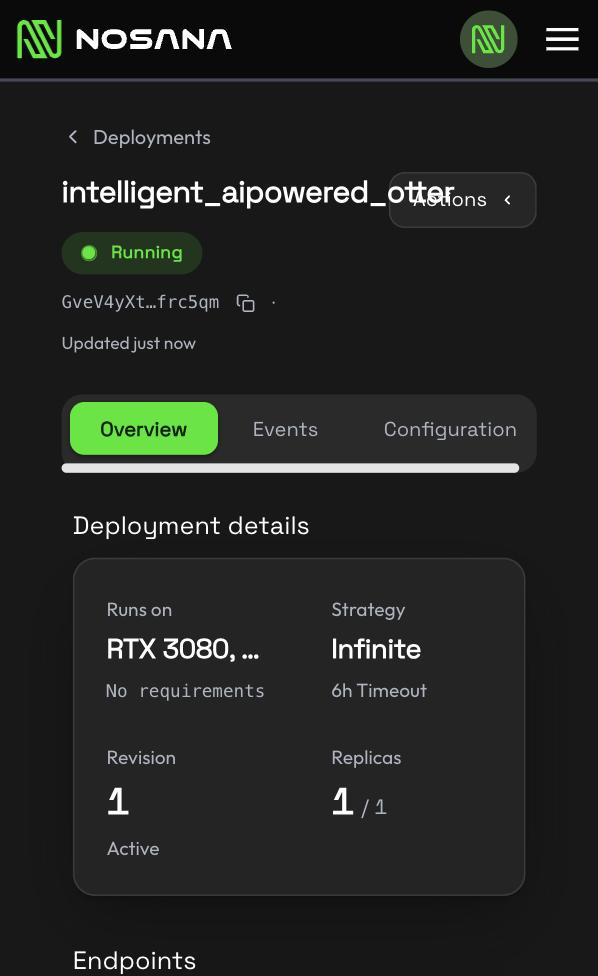 NOSANA
Deployments
intelligent_aipowered_otter
Actions
Running
GveV4yXt…frc5qm ·
Updated just now
Overview Events Configuration
Deployment details
Runs on Strategy
RTX 3080, ... Infinite
No requirements 6h Timeout
Revision Replicas
1 1 / 1
Active
Endpoints